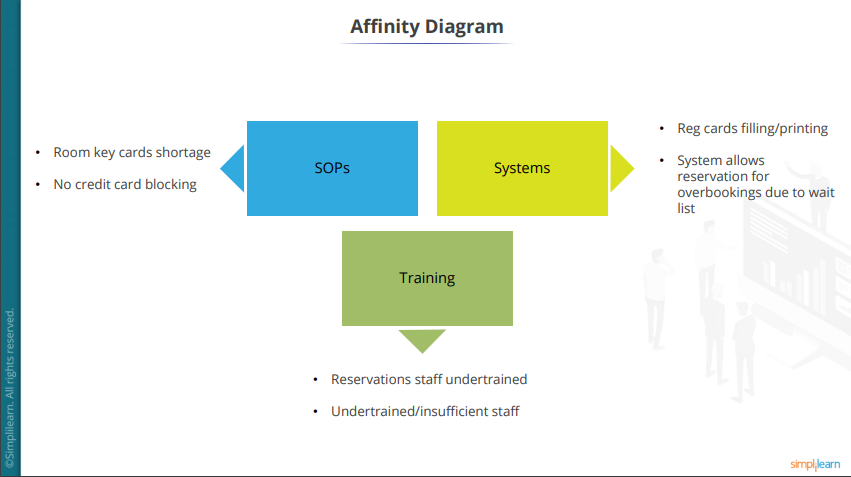 Affinity Diagram
• Room key cards shortage
• No credit card blocking
SOPs
Systems
• Reg cards filling/printing
• System allows
reservation for
overbookings due to wait
list
Training
• Reservations staff undertrained
• Undertrained/insufficient staff
©Simplilearn. All rights reserved.
simplilearn